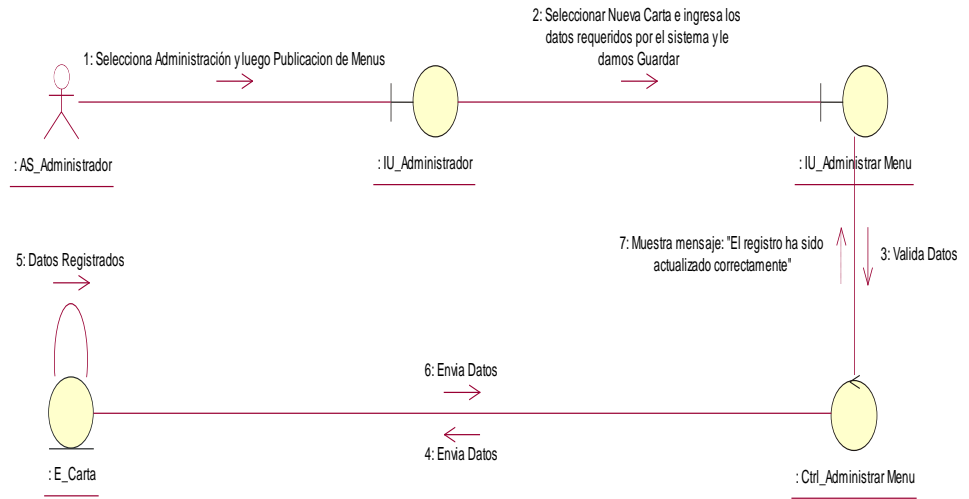 2: Seleccionar Nueva Carta e ingresa los
datos requeridos por el sistema y le
damos Guardar
1: Selecciona Administración y luego Publicacion de Menus
: AS_Administrador
: IU_Administrador
: IU_Administrar Menu
7: Muestra mensaje: "El registro ha sido
actualizado correctamente"
3: Valida Datos
5: Datos Registrados
6: Envia Datos
4: Envia Datos
: E_Carta
: Ctrl_Administrar Menu